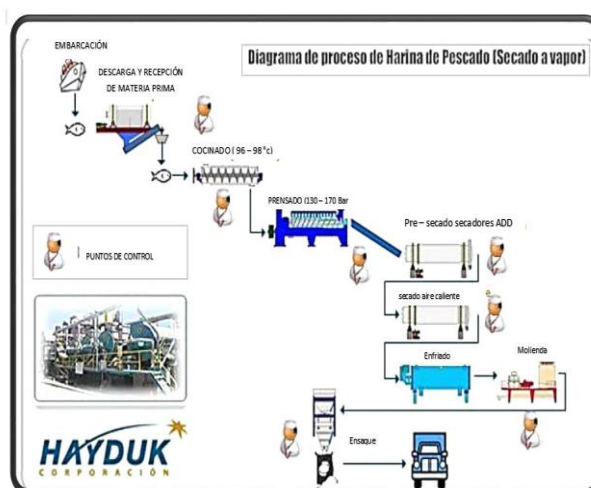 Diagrama de proceso de Harina de Pescado (Secado a vapor)
EMBARCACIÓN
DESCARGA Y RECEPCIÓN
DE MATERIA PRIMA
COCINADO ( 96 – 98°c)
PRENSADO (130 – 170 Bar
Pre – secado secadores ADD
PUNTOS DE CONTROL
secado aire caliente
Enfriado
Molienda
Ensaque
HAYDUK
CORPORACIÓN